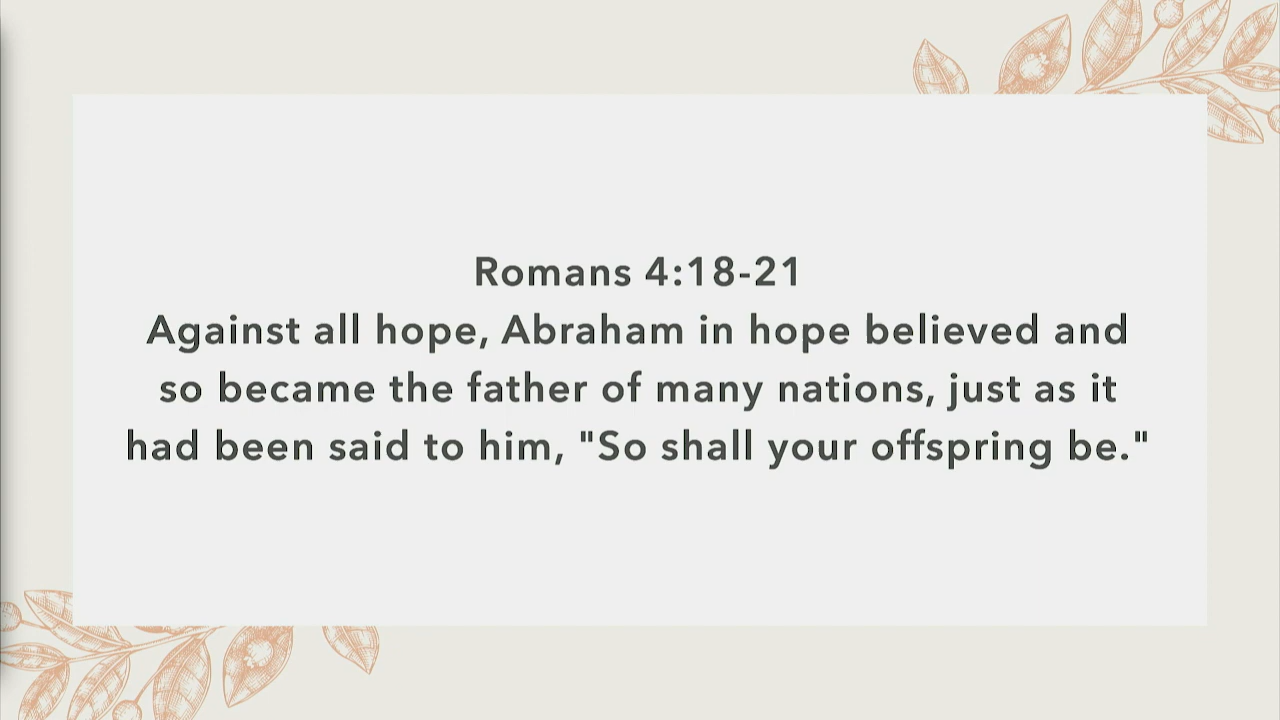 Romans 4:18-21
Against all hope, Abraham in hope believed and
so became the father of many nations, just as it
had been said to him, "So shall your offspring be."